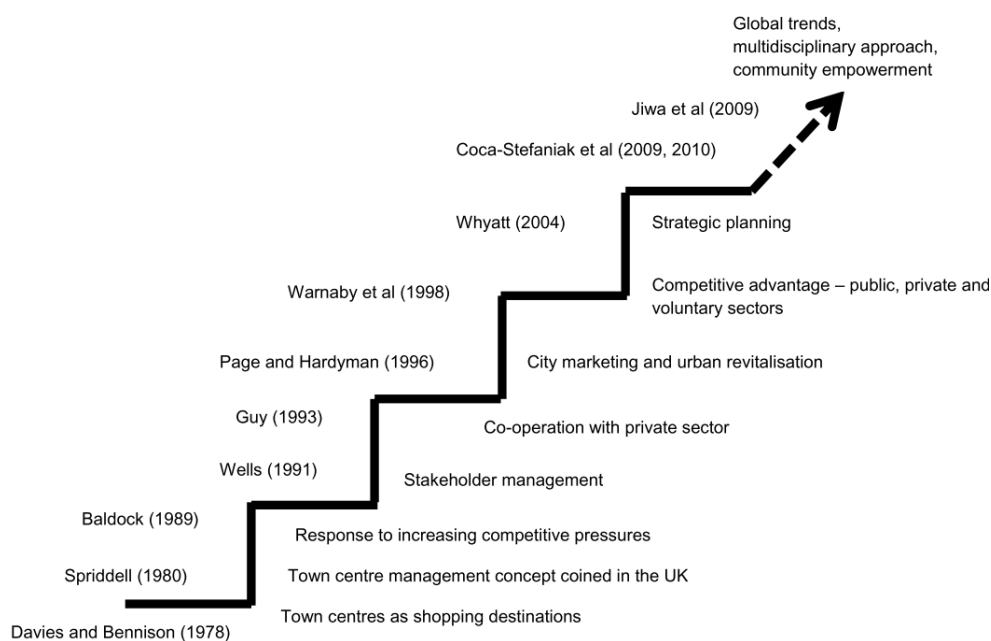 Global trends,
multidisciplinary approach,
community empowerment
Jiwa et al (2009)
Coca-Stefaniak et al (2009, 2010)
Whyatt (2004)
Strategic planning
Warnaby et al (1998)
Competitive advantage – public, private and
voluntary sectors
Page and Hardyman (1996)
City marketing and urban revitalisation
Guy (1993)
Co-operation with private sector
Wells (1991)
Stakeholder management
Baldock (1989)
Response to increasing competitive pressures
Spriddell (1980)
Town centre management concept coined in the UK
Davies and Bennison (1978)
Town centres as shopping destinations